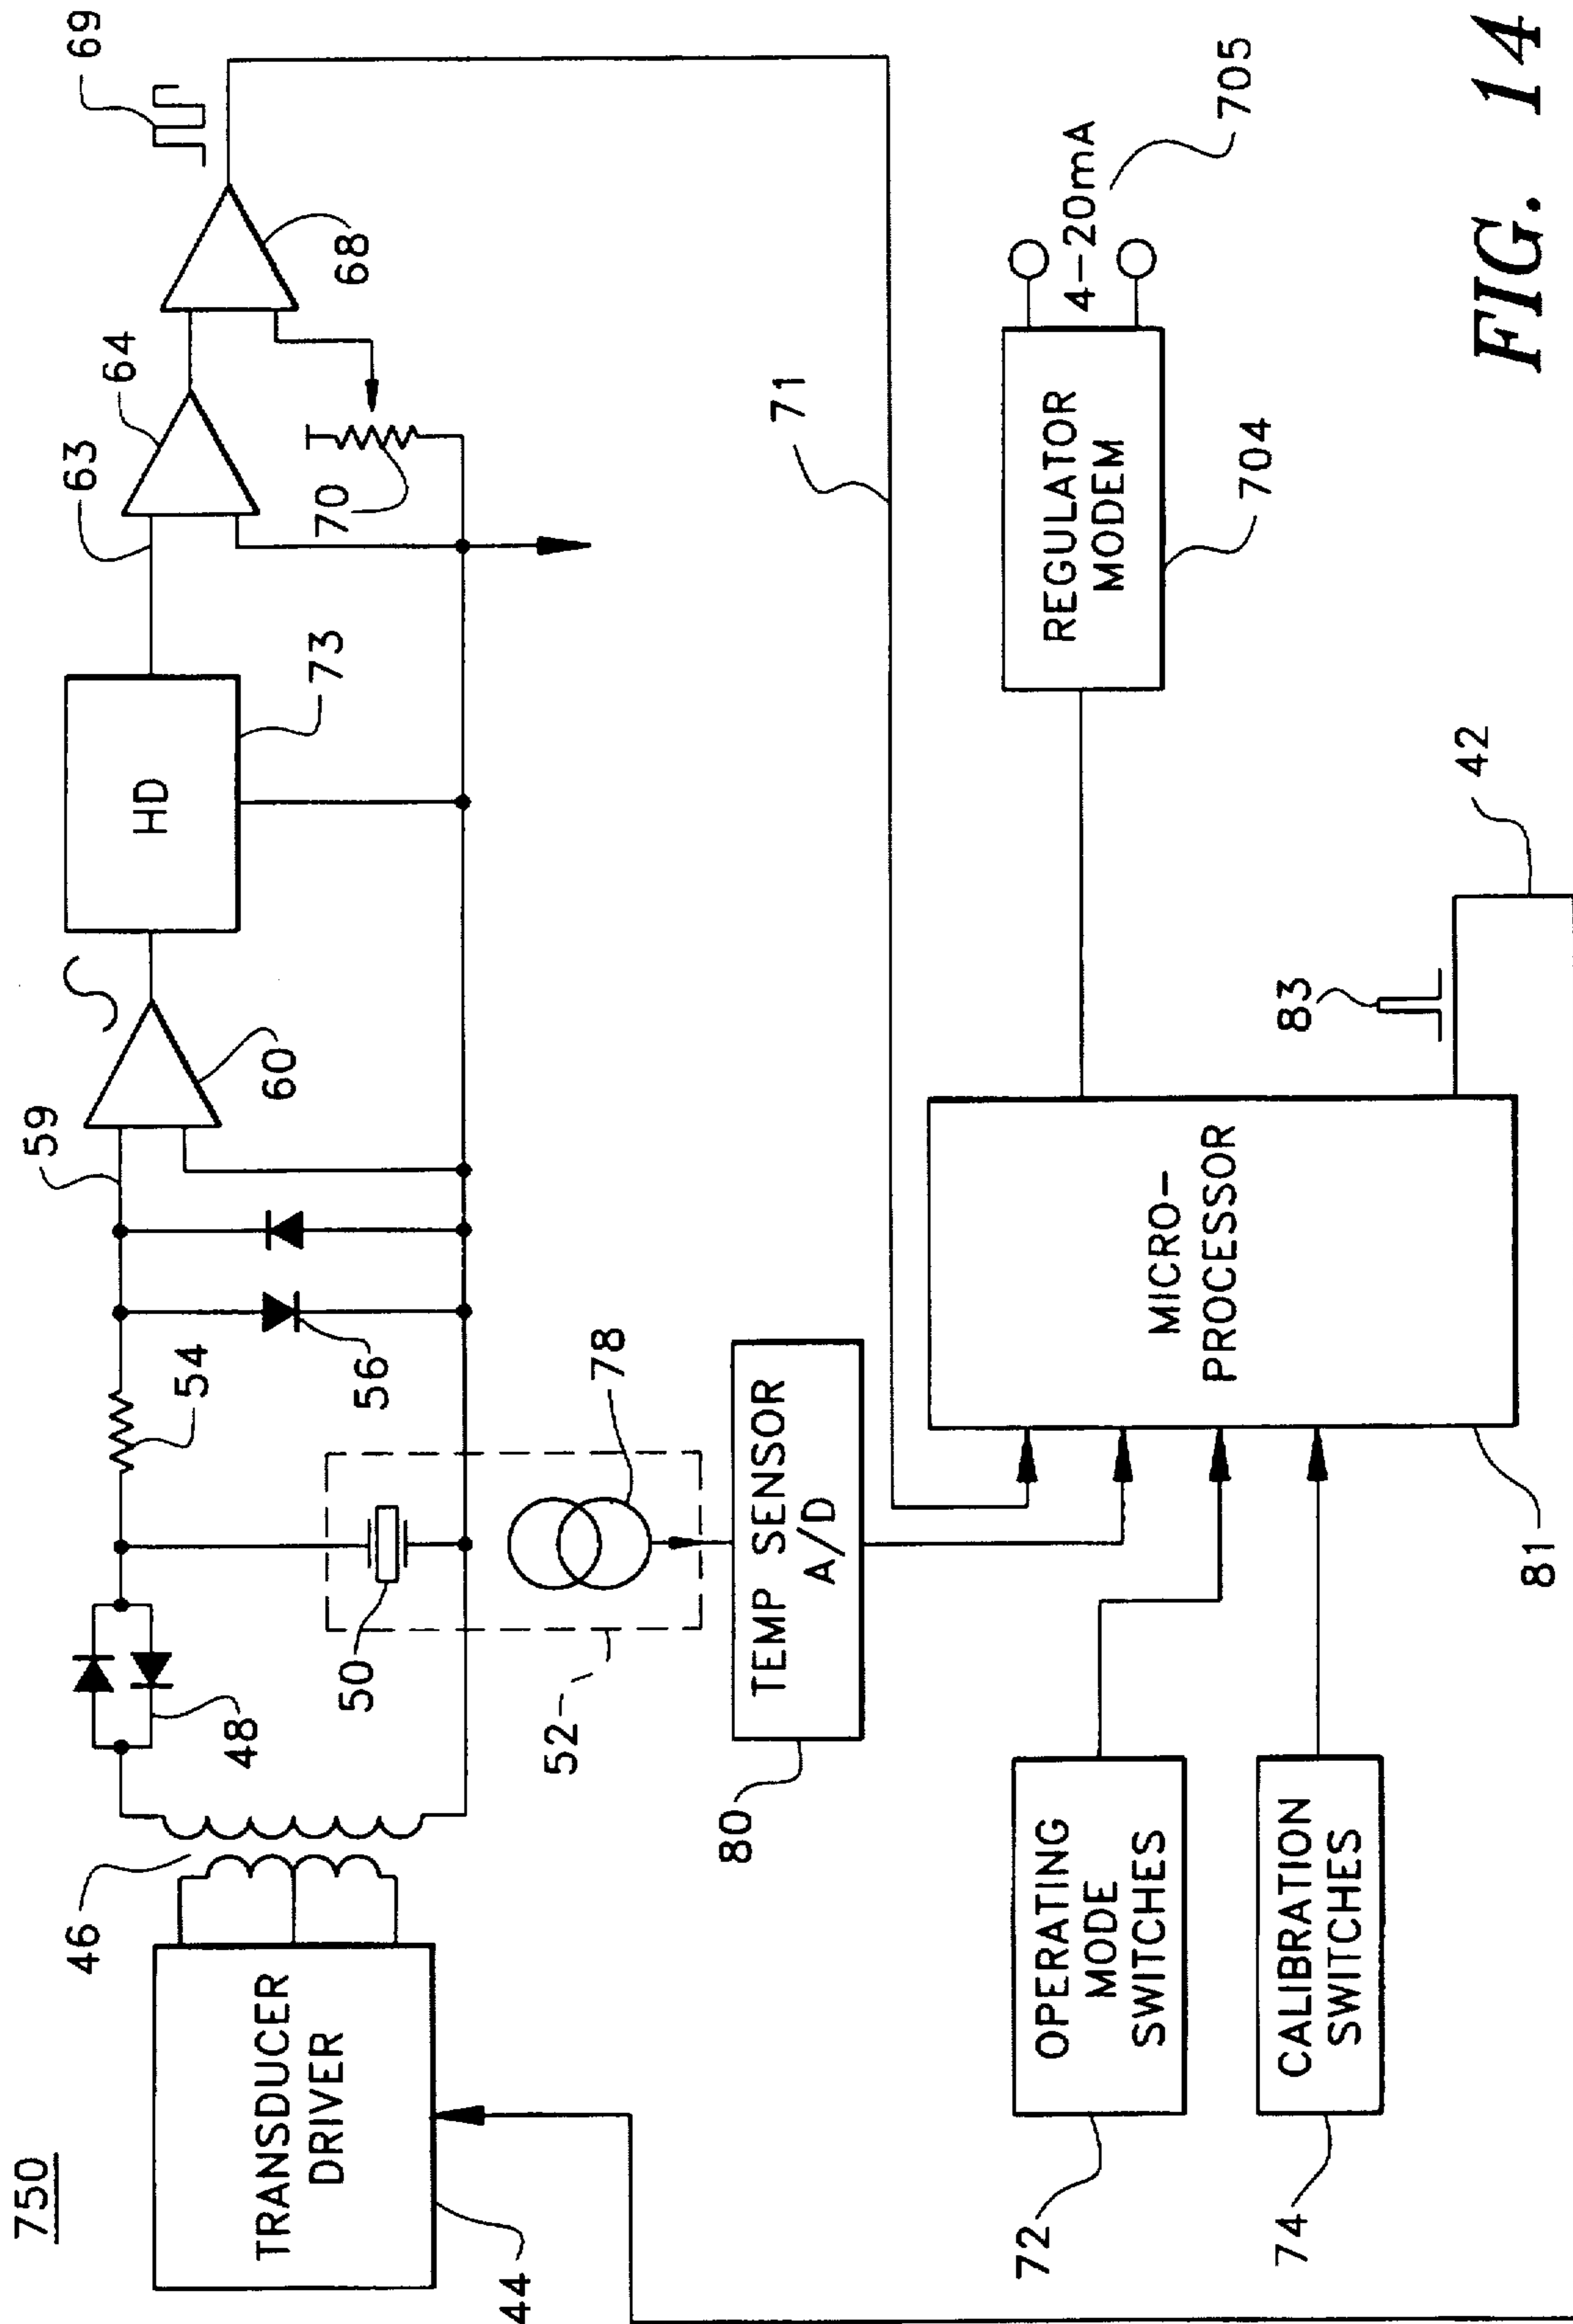 750
TRANSDUCER
DRIVER
44
46
48
50
52
54
56
59
60
HD
73
63
64
70
68
69
71
78
TEMP SENSOR
A/D
80
OPERATING
MODE
SWITCHES
72
CALIBRATION
SWITCHES
74
MICRO-
PROCESSOR
81
83
42
REGULATOR
MODEM
704
4-20mA
705
FIG. 14